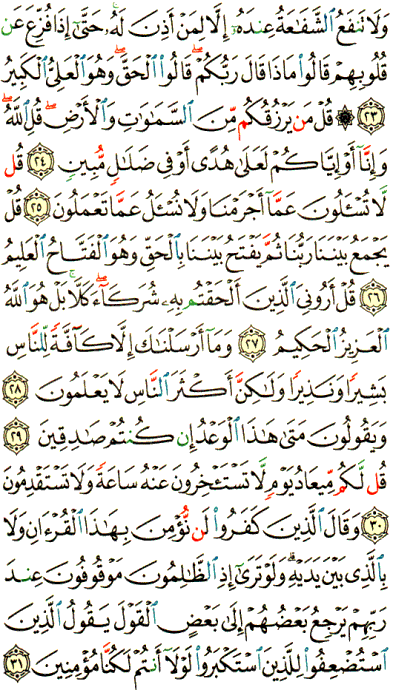 وَلَا تَنفَعُ ٱلشَّفَـٰعَةُ عِندَهُۥٓ إِلَّا لِمَنْ أَذِنَ لَهُۥ ۚ حَتَّىٰٓ إِذَا فُزِّعَ عَن
قُلُوبِهِمْ قَالُوا۟ مَاذَا قَالَ رَبُّكُمْ ۖ قَالُوا۟ ٱلْحَقَّ ۖ وَهُوَ ٱلْعَلِىُّ ٱلْكَبِيرُ
﴿٢٣﴾ ۞ قُلْ مَن يَرْزُقُكُم مِّنَ ٱلسَّمَـٰوَٰتِ وَٱلْأَرْضِ ۖ قُلِ ٱللَّهُ ۖ
وَإِنَّآ أَوْ إِيَّاكُمْ لَعَلَىٰ هُدًى أَوْ فِى ضَلَـٰلٍ مُّبِينٍ ﴿٢٤﴾ قُل
لَّا تُسْـَٔلُونَ عَمَّآ أَجْرَمْنَا وَلَا نُسْـَٔلُ عَمَّا تَعْمَلُونَ ﴿٢٥﴾ قُلْ
يَجْمَعُ بَيْنَنَا رَبُّنَا ثُمَّ يَفْتَحُ بَيْنَنَا بِٱلْحَقِّ وَهُوَ ٱلْفَتَّاحُ ٱلْعَلِيمُ
﴿٢٦﴾ قُلْ أَرُونِىَ ٱلَّذِينَ أَلْحَقْتُم بِهِۦ شُرَكَآءَ ۖ كَلَّا ۚ بَلْ هُوَ ٱللَّهُ
ٱلْعَزِيزُ ٱلْحَكِيمُ ﴿٢٧﴾ وَمَآ أَرْسَلْنَـٰكَ إِلَّا كَآفَّةً لِّلنَّاسِ
بَشِيرًا وَنَذِيرًا وَلَـٰكِنَّ أَكْثَرَ ٱلنَّاسِ لَا يَعْلَمُونَ ﴿٢٨﴾
وَيَقُولُونَ مَتَىٰ هَـٰذَا ٱلْوَعْدُ إِن كُنتُمْ صَـٰدِقِينَ ﴿٢٩﴾
قُل لَّكُم مِّيعَادُ يَوْمٍ لَّا تَسْتَـْٔخِرُونَ عَنْهُ سَاعَةً وَلَا تَسْتَقْدِمُونَ
﴿٣٠﴾ وَقَالَ ٱلَّذِينَ كَفَرُوا۟ لَن نُّؤْمِنَ بِهَـٰذَا ٱلْقُرْءَانِ وَلَا
بِٱلَّذِى بَيْنَ يَدَيْهِ ۗ وَلَوْ تَرَىٰٓ إِذِ ٱلظَّـٰلِمُونَ مَوْقُوفُونَ عِندَ
رَبِّهِمْ يَرْجِعُ بَعْضُهُمْ إِلَىٰ بَعْضٍ ٱلْقَوْلَ يَقُولُ ٱلَّذِينَ
ٱسْتُضْعِفُوا۟ لِلَّذِينَ ٱسْتَكْبَرُوا۟ لَوْلَآ أَنتُمْ لَكُنَّا مُؤْمِنِينَ ﴿٣١﴾